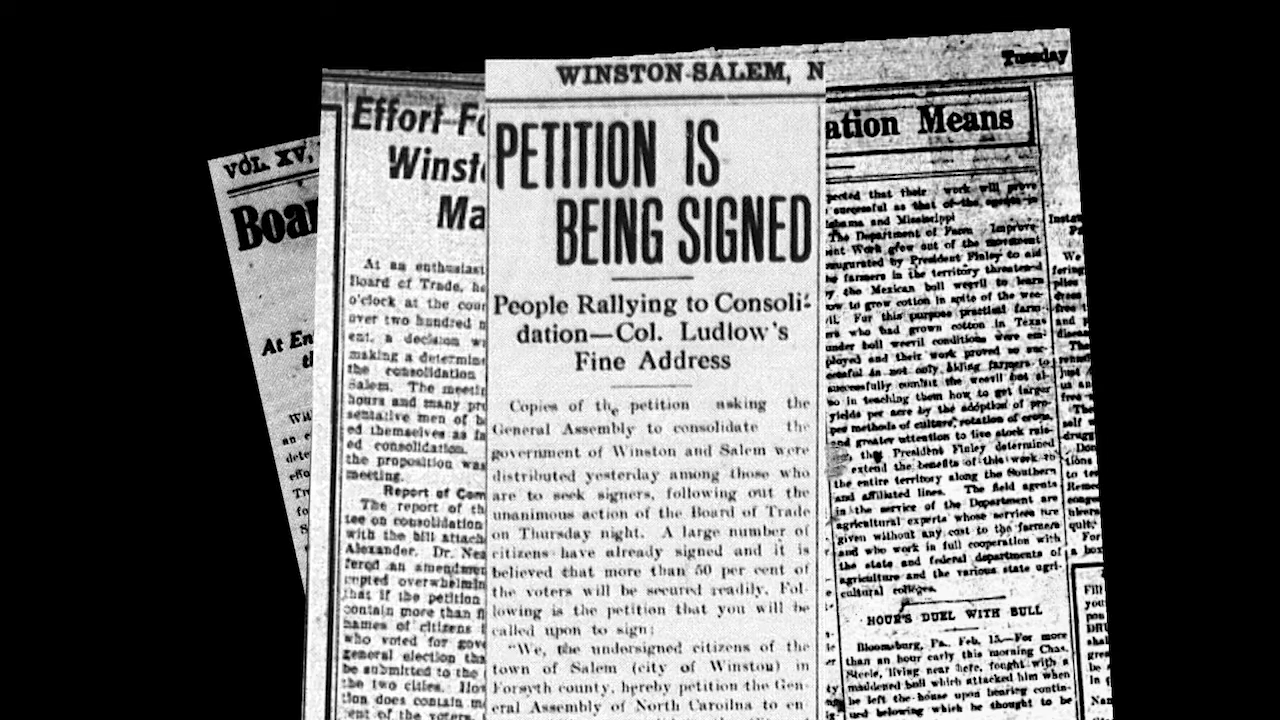 VOL. XV,
Boar
At En
Effort Fo
Winst
Ma
At an enthusiast
Board of Trade, he
o'clock at the cour
over two hundred m
ent, a decision w
making a determine
the consolidation
Salem. The meetin
hours and many pro
sentative men of b
ed themselves as fa
ed consolidation.
the proposition was
meeting.
Report of Com
The report of th
tee on consolidation
with the bill attach
Alexander. Dr. Nea
fered an amendmen
cepted overwhelmin
that if the petition
contain more than fi
names of citizens
who voted for gove
general election tha
be submitted to the
the two cities. How
tion does contain m
ent of the voters,
WINSTON-SALEM, N
PETITION IS
BEING SIGNED
People Rallying to Consoli-
dation—Col. Ludlow's
Fine Address
Copies of the petition asking the
General Assembly to consolidate the
government of Winston and Salem were
distributed yesterday among those who
are to seek signers, following out the
unanimous action of the Board of Trade
on Thursday night. A large number of
citizens have already signed and it is
believed that more than 50 per cent of
the voters will be secured readily. Fol-
lowing is the petition that you will be
called upon to sign:
"We, the undersigned citizens of the
town of Salem (city of Winston) in
Forsyth county, hereby petition the Gen-
eral Assembly of North Carolina to en
Tuesday
ation Means
pected that their work will prove
successful as that of the
bama and Mississippi
The Department of Farm Improve-
ment Work grew out of the movement
inaugurated by President Finley to aid
the farmers in the territory threaten-
by the Mexican boll weevil to learn
how to grow cotton in spite of the wee-
vil. For this purpose practical farm-
ers who had grown cotton in Texas
under boll weevil conditions were em-
ployed and their work proved so suc-
cessful in not only aiding farmers to
successfully combat the weevil but al-
so in teaching them how to get larger
yields per acre by the adoption of pro-
per methods of culture, rotation of crops,
and greater attention to live stock rais-
that President Finley determined
extend the benefits of this work to
the entire territory along the Southern
and affiliated lines. The field agents
in the service of the Department are
agricultural experts whose services are
given without any cost to the farmers
and who work in full cooperation with
the state and federal departments of
agriculture and the various state agri-
cultural colleges.
HOUR'S DUEL WITH BULL
Bloomsburg, Pa., Feb. 15.—For more
than an hour early this morning Chas.
Steele, living near here, fought with a
maddened bull which attacked him when
he left the house upon hearing contin-
ued bellowing which he thought to be